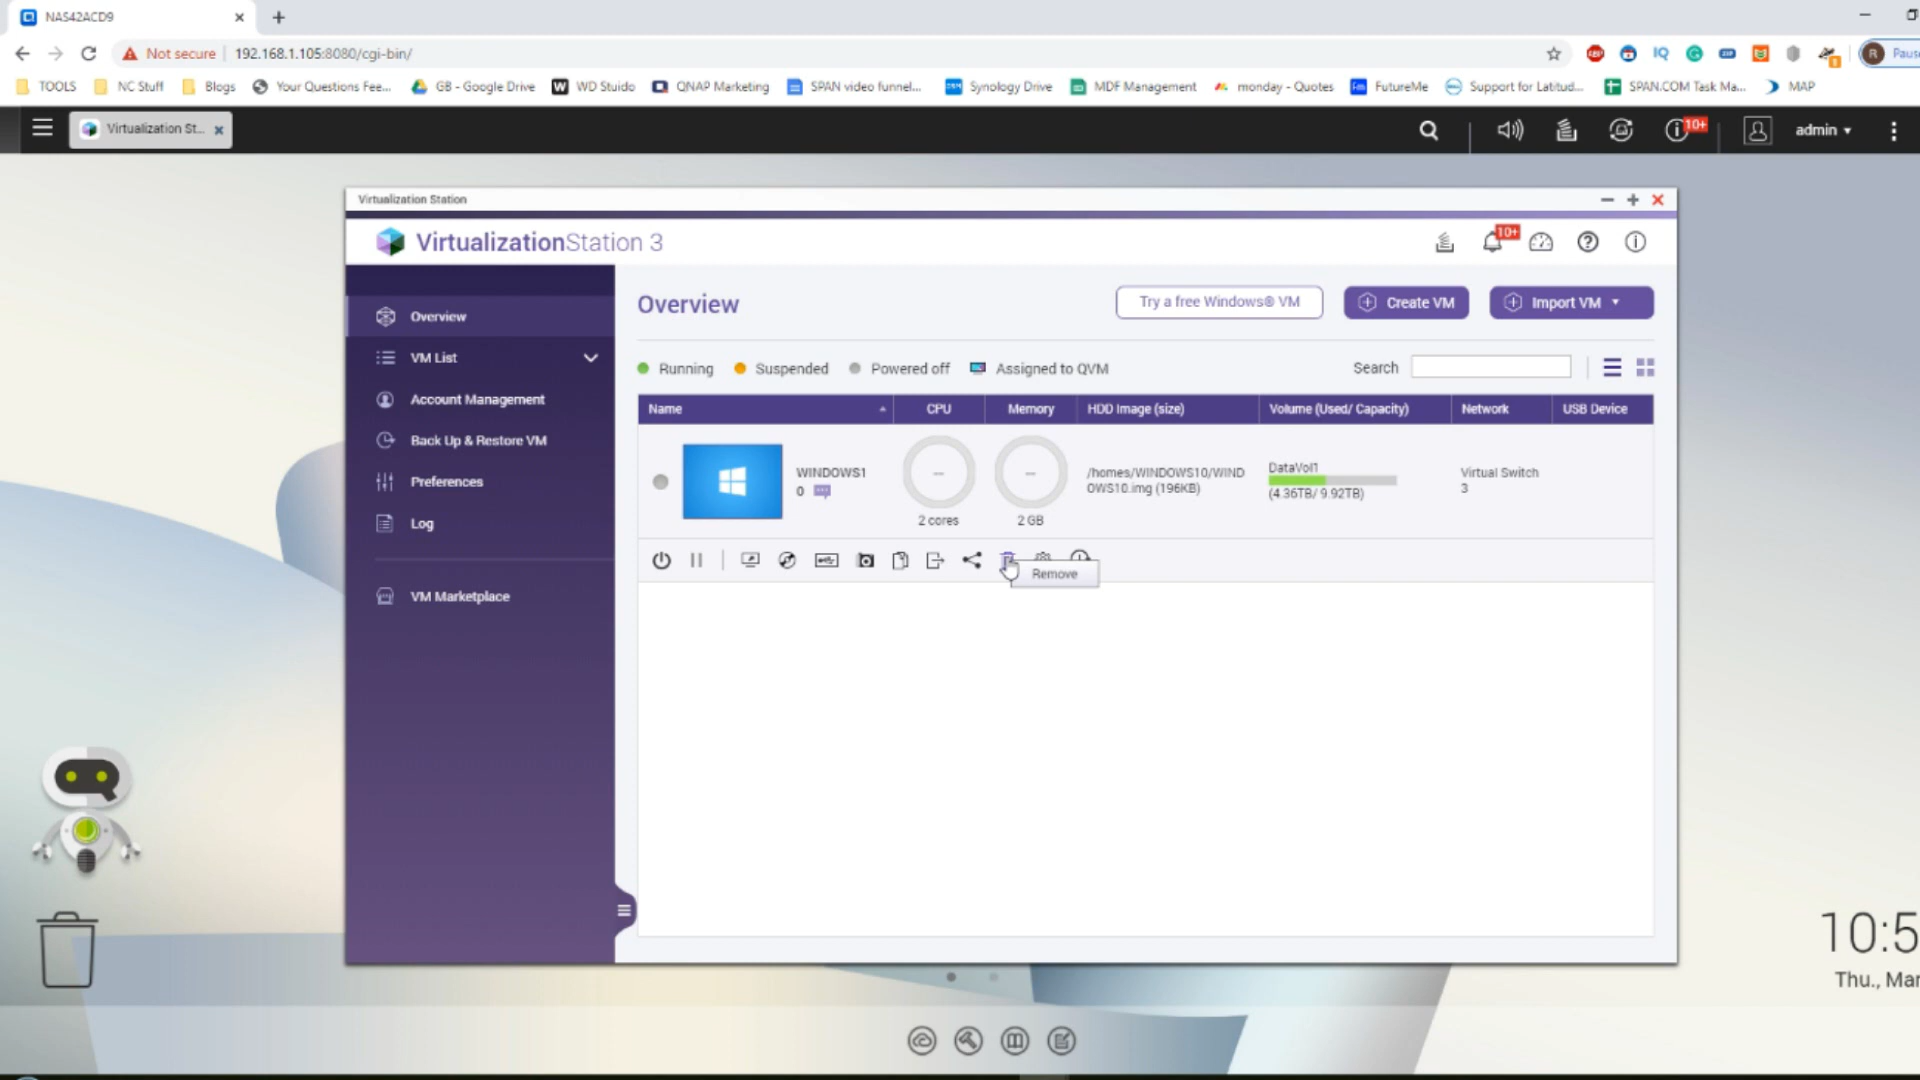 NAS42ACD9
Not secure | 192.168.1.105:8080/cgi-bin/
Paus
TOOLS NC Stuff Blogs Your Questions Fee... GB - Google Drive WD Stuido QNAP Marketing SPAN video funnel... Synology Drive MDF Management monday - Quotes FutureMe Support for Latitud... SPAN.COM Task Ma... MAP
Virtualization St... 10+ admin
Virtualization Station
VirtualizationStation 3
10+
Overview
VM List
Account Management
Back Up & Restore VM
Preferences
Log
VM Marketplace
Overview
Try a free Windows® VM
Create VM
Import VM
Running Suspended Powered off Assigned to QVM
Search
Name CPU Memory HDD Image (size) Volume (Used/ Capacity) Network USB Device
WINDOWS1
0
--
2 cores
--
2 GB
/homes/WINDOWS10/WIND
OWS10.img (196KB)
DataVol1
(4.36TB/ 9.92TB)
Virtual Switch
3
Remove
10:5
Thu., Mar